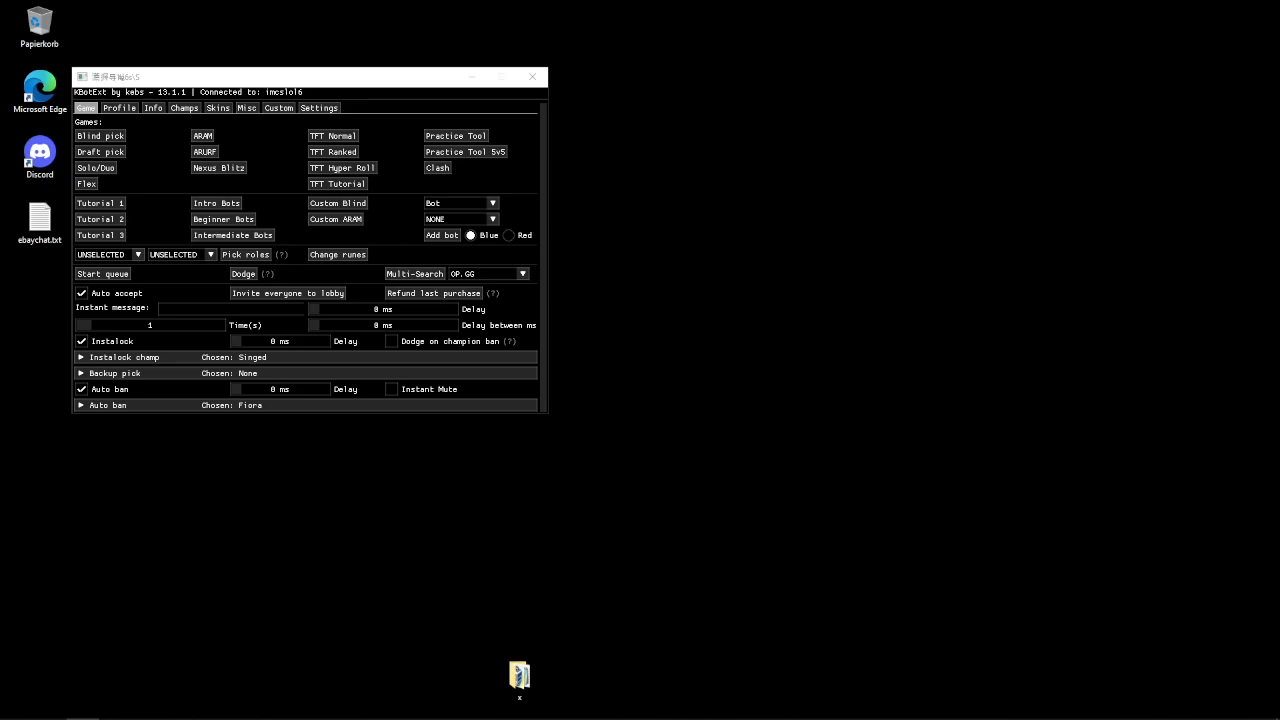 Papierkorb
Microsoft Edge
Discord
ebaychat.txt
KBotExt by kebs - 13.1.1 | Connected to: imcslol6
Game Profile Info Champs Skins Misc Custom Settings
Games:
Blind pick ARAM TFT Normal Practice Tool
Draft pick ARURF TFT Ranked Practice Tool 5v5
Solo/Duo Nexus Blitz TFT Hyper Roll Clash
Flex TFT Tutorial
Tutorial 1 Intro Bots Custom Blind Bot
Tutorial 2 Beginner Bots Custom ARAM NONE
Tutorial 3 Intermediate Bots Add bot Blue Red
UNSELECTED UNSELECTED Pick roles (?) Change runes
Start queue Dodge (?) Multi-Search OP.GG
Auto accept Invite everyone to lobby Refund last purchase (?)
Instant message: 0 ms Delay
1 Time(s) 0 ms Delay between ms
Instalock 0 ms Delay Dodge on champion ban (?)
Instalock champ Chosen: Singed
Backup pick Chosen: None
Auto ban 0 ms Delay Instant Mute
Auto ban Chosen: Fiora
x